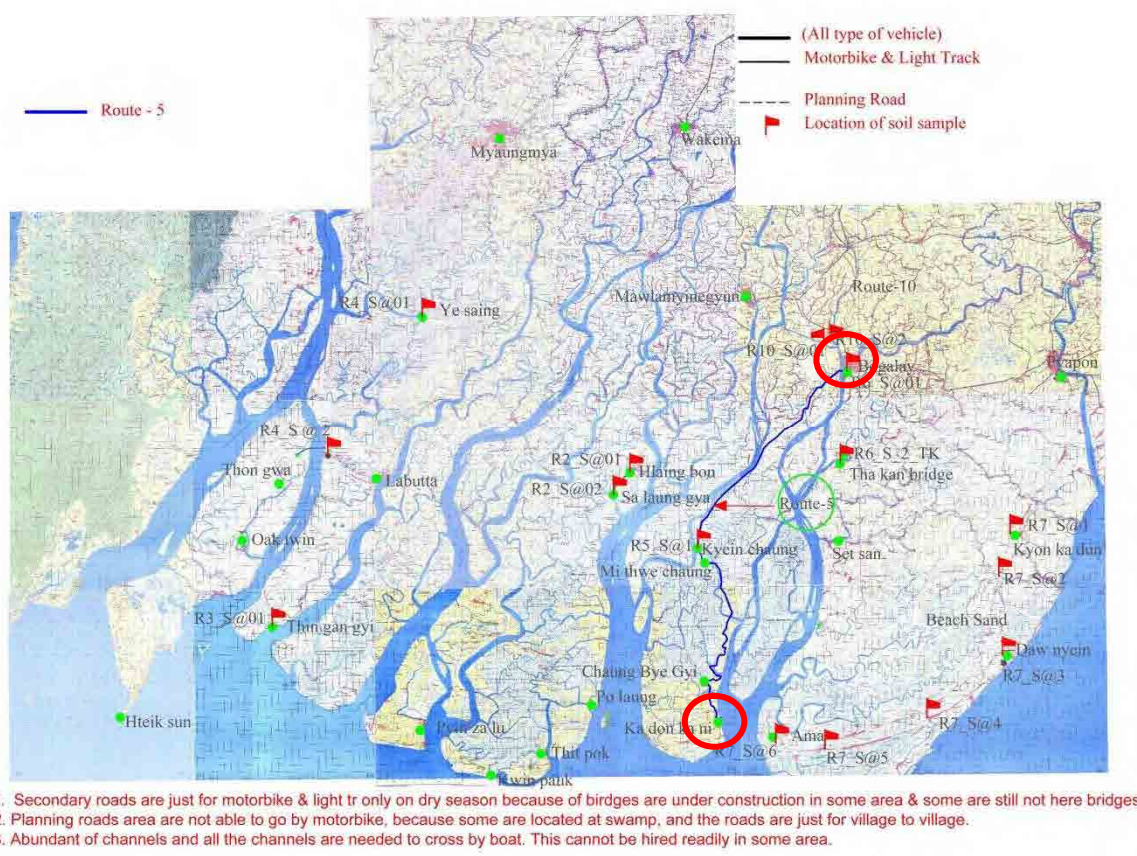 (All type of vehicle)
Motorbike & Light Track
Route - 5
Planning Road
Location of soil sample
Wakema
Myaungmya
Route-10
R4_S@01
Ye saing
Mawlamyinegyun
R10_S@2
R10_S@0
Bogalay
Pyapon
S@01
R4_S@2
Thon gwa
Labutta
R2_S@01
Hlaing bon
R2_S@02
Sa laung gya
R6_S_2_TK
Tha kan bridge
Route-5
R7_S@1
Oak twin
R5_S@1
Kyein chaung
Set san
Kyon ka dun
Mi thwe chaung
R7_S@2
R3_S@01
Thin gan gyi
Beach Sand
Daw nyein
R7_S@3
Chaung Bye Gyi
Po laung
Hteik sun
Pyin za lu
Ka don ka ni
Ama
R7_S@4
Thit pok
R7_S@6
R7_S@5
Kwin pauk
. Secondary roads are just for motorbike & light tr only on dry season because of birdges are under construction in some area & some are still not here bridges
. Planning roads area are not able to go by motorbike, because some are located at swamp, and the roads are just for village to village.
. Abundant of channels and all the channels are needed to cross by boat. This cannot be hired readily in some area.